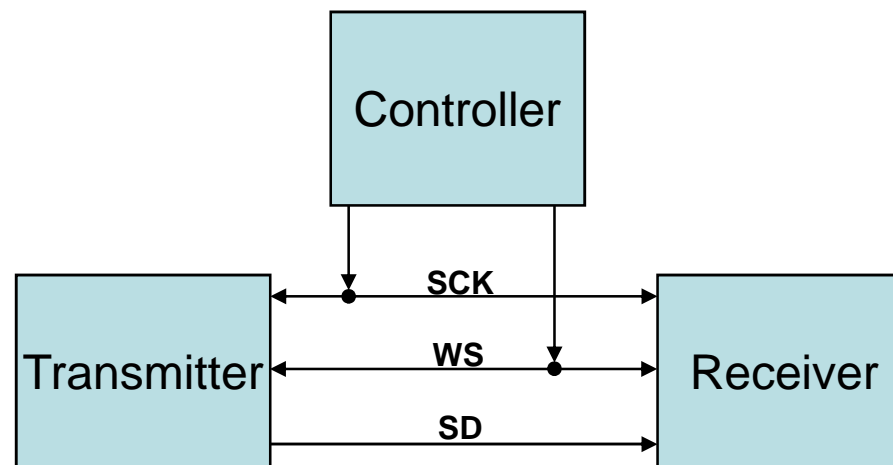 Controller
SCK
WS
Transmitter
Receiver
SD